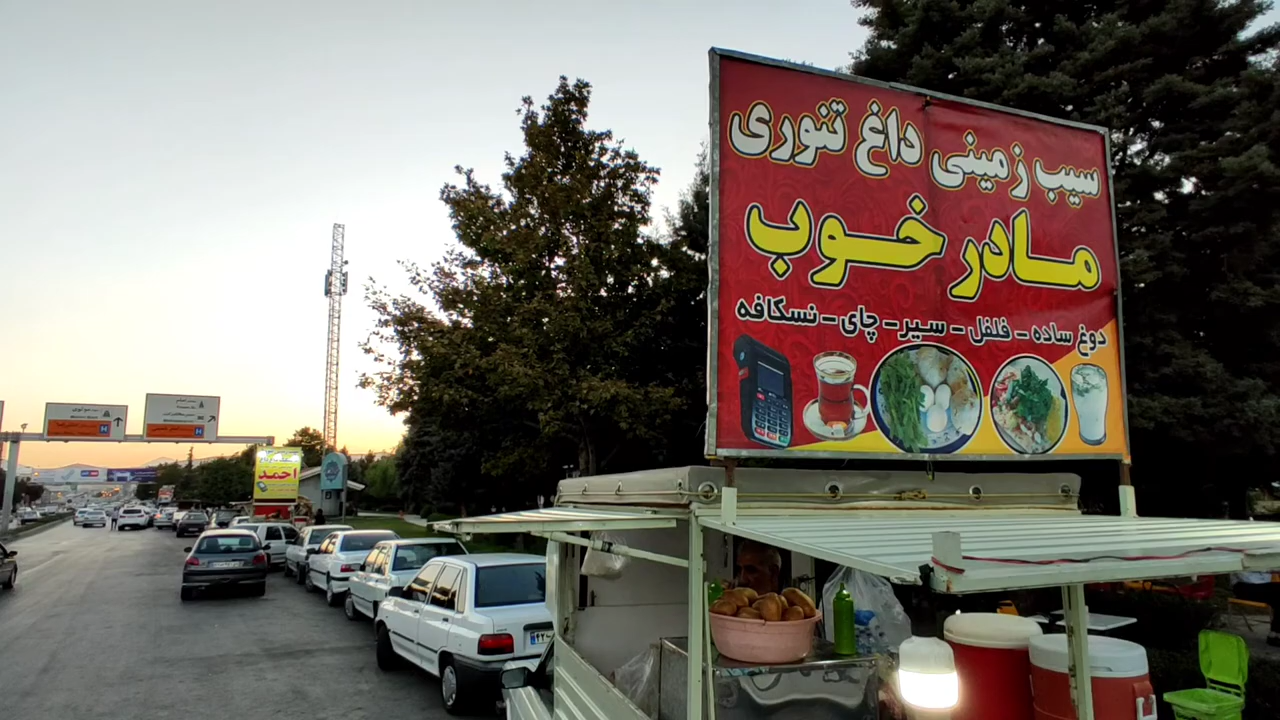 سیب زمینی داغ تنوری
مادر خوب
دوغ ساده - فلفل - سیر - چای - نسکافه
احمد